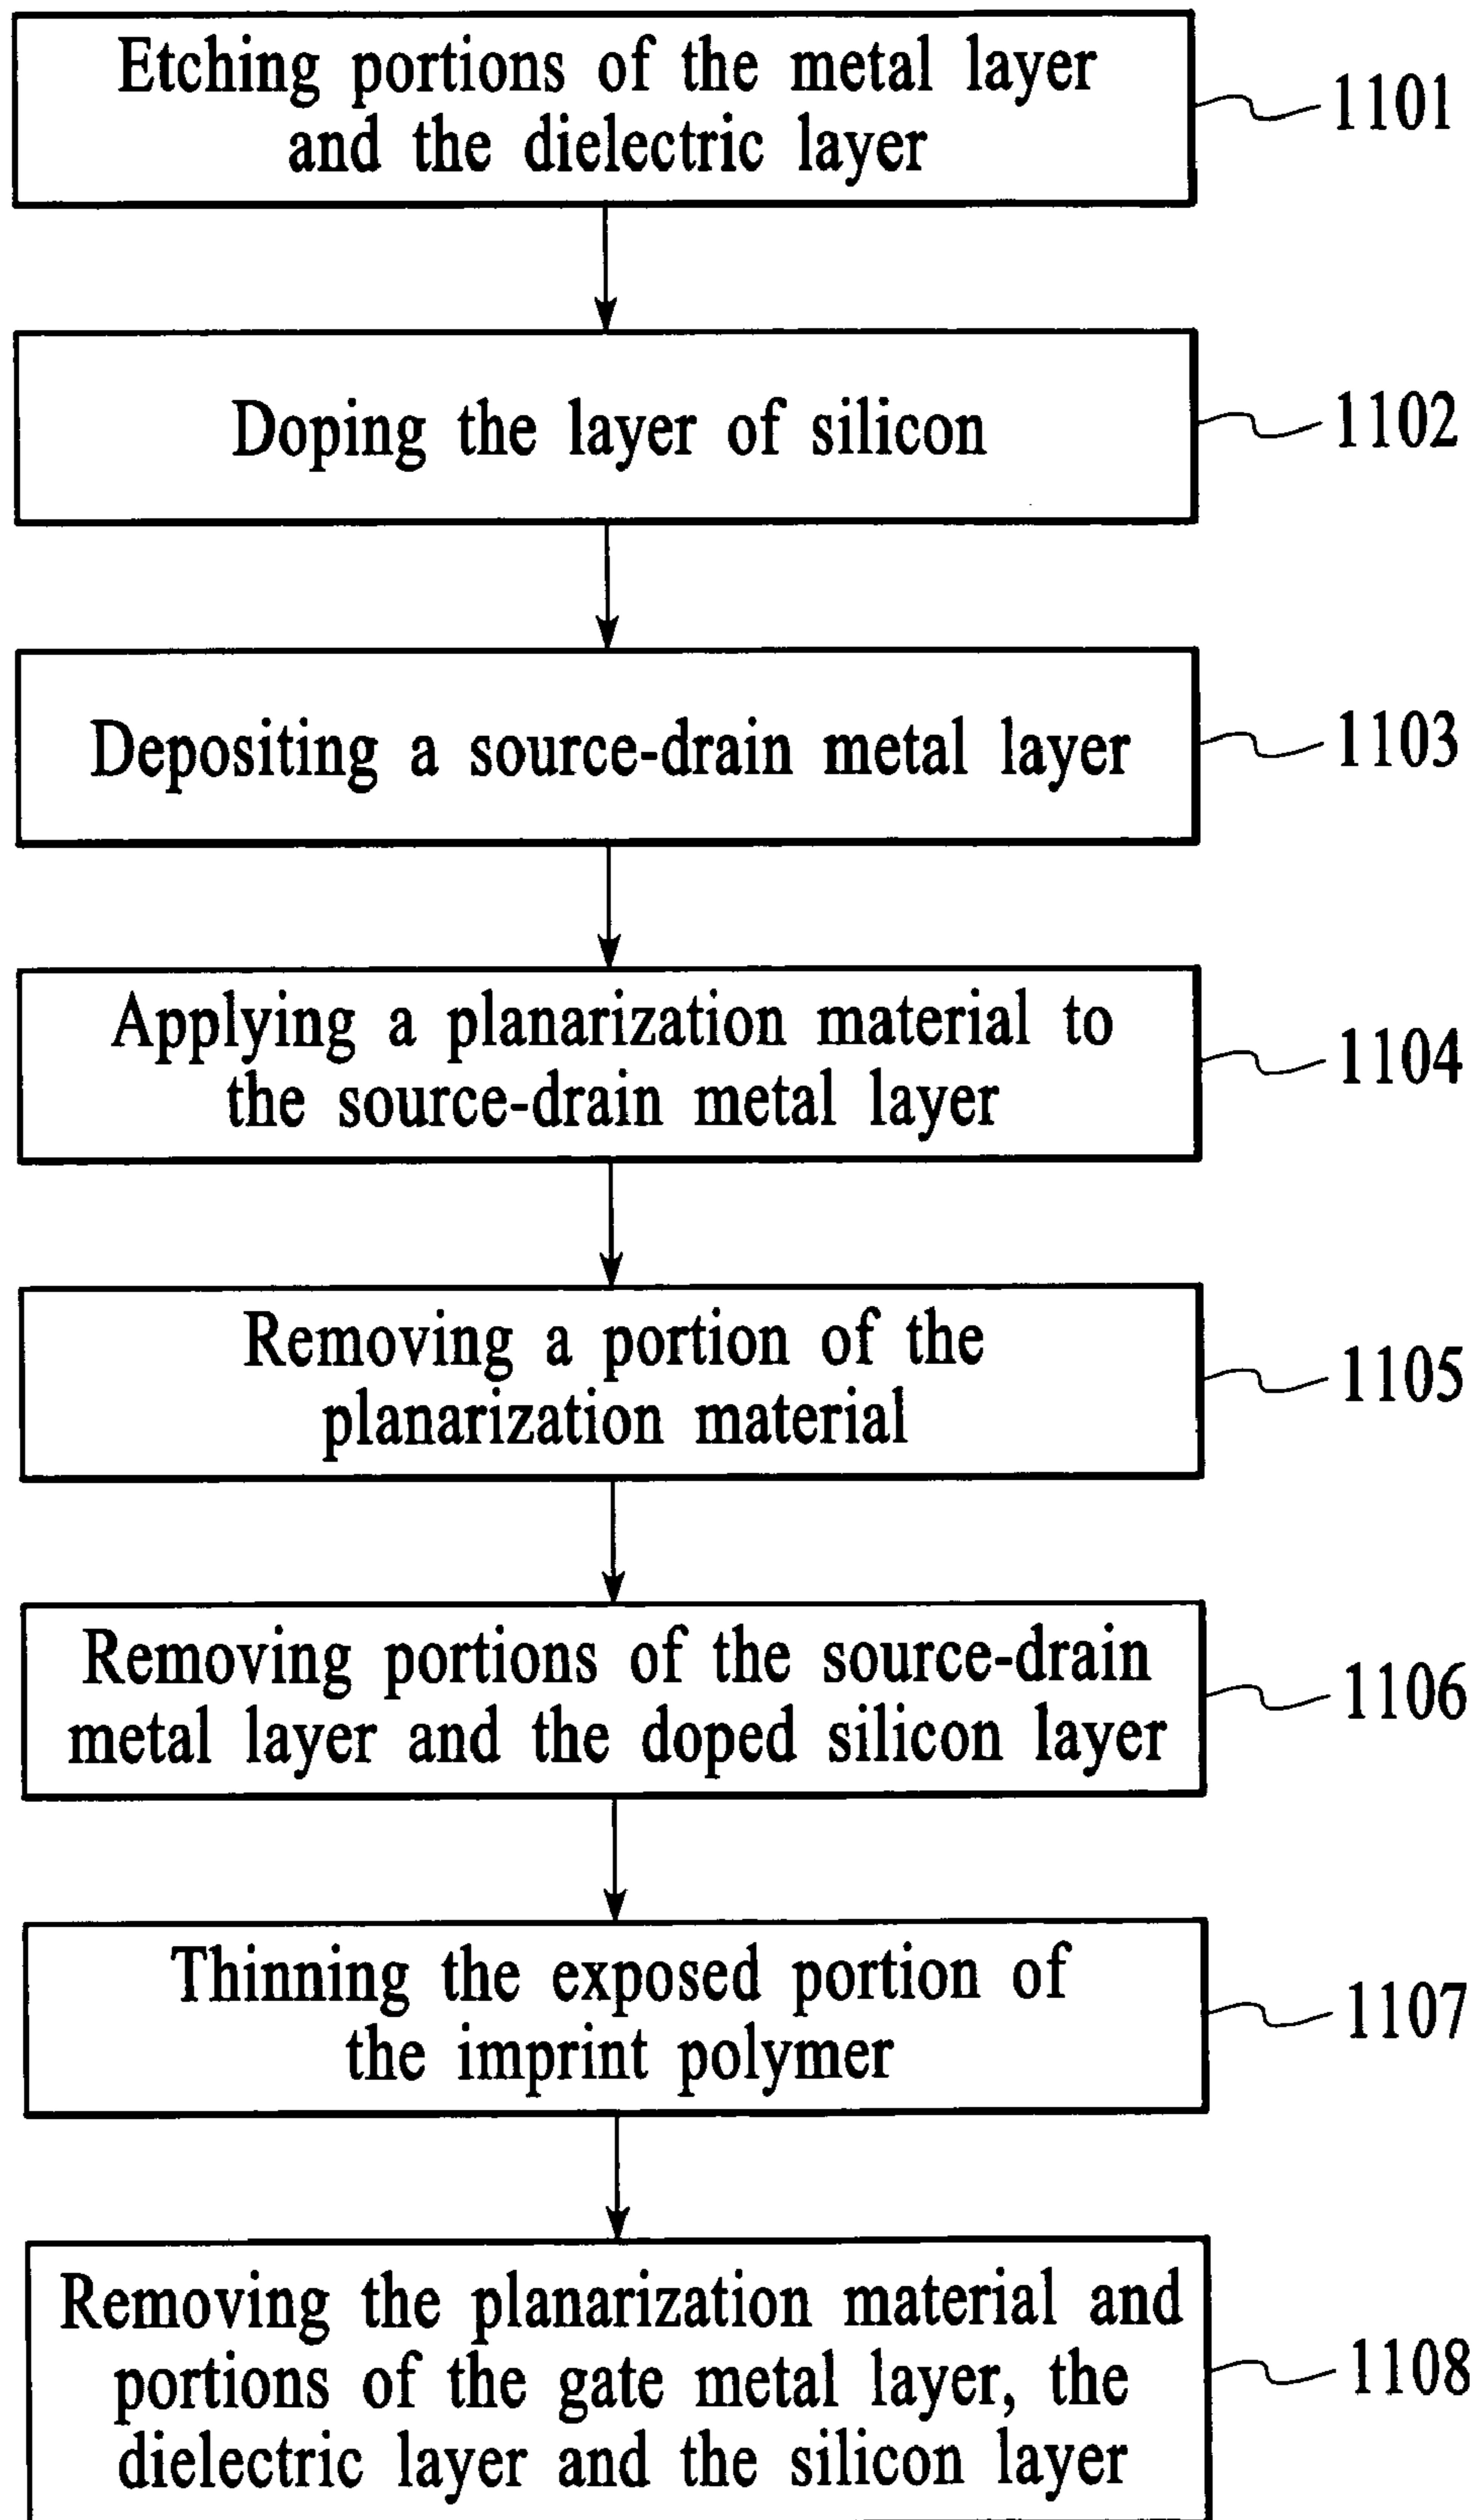 Etching portions of the metal layer
and the dielectric layer
1101
Doping the layer of silicon
1102
Depositing a source-drain metal layer
1103
Applying a planarization material to
the source-drain metal layer
1104
Removing a portion of the
planarization material
1105
Removing portions of the source-drain
metal layer and the doped silicon layer
1106
Thinning the exposed portion of
the imprint polymer
1107
Removing the planarization material and
portions of the gate metal layer, the
dielectric layer and the silicon layer
1108